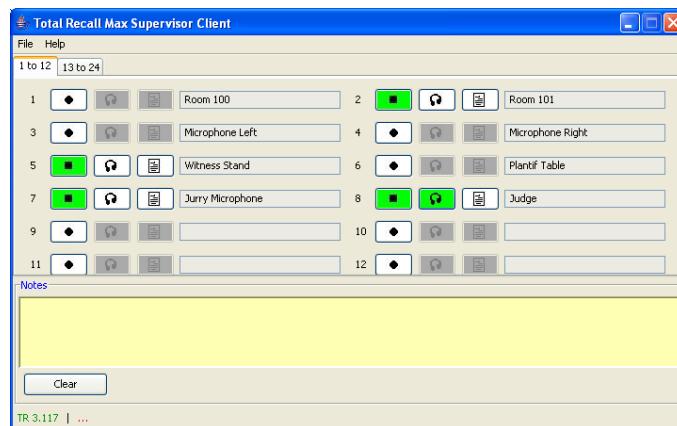 Total Recall Max Supervisor Client
File Help
1 to 12 13 to 24
1 Room 100 2 Room 101
3 Microphone Left 4 Microphone Right
5 Witness Stand 6 Plantif Table
7 Jurry Microphone 8 Judge
9 10
11 12
Notes
Clear
TR 3.117 | ...